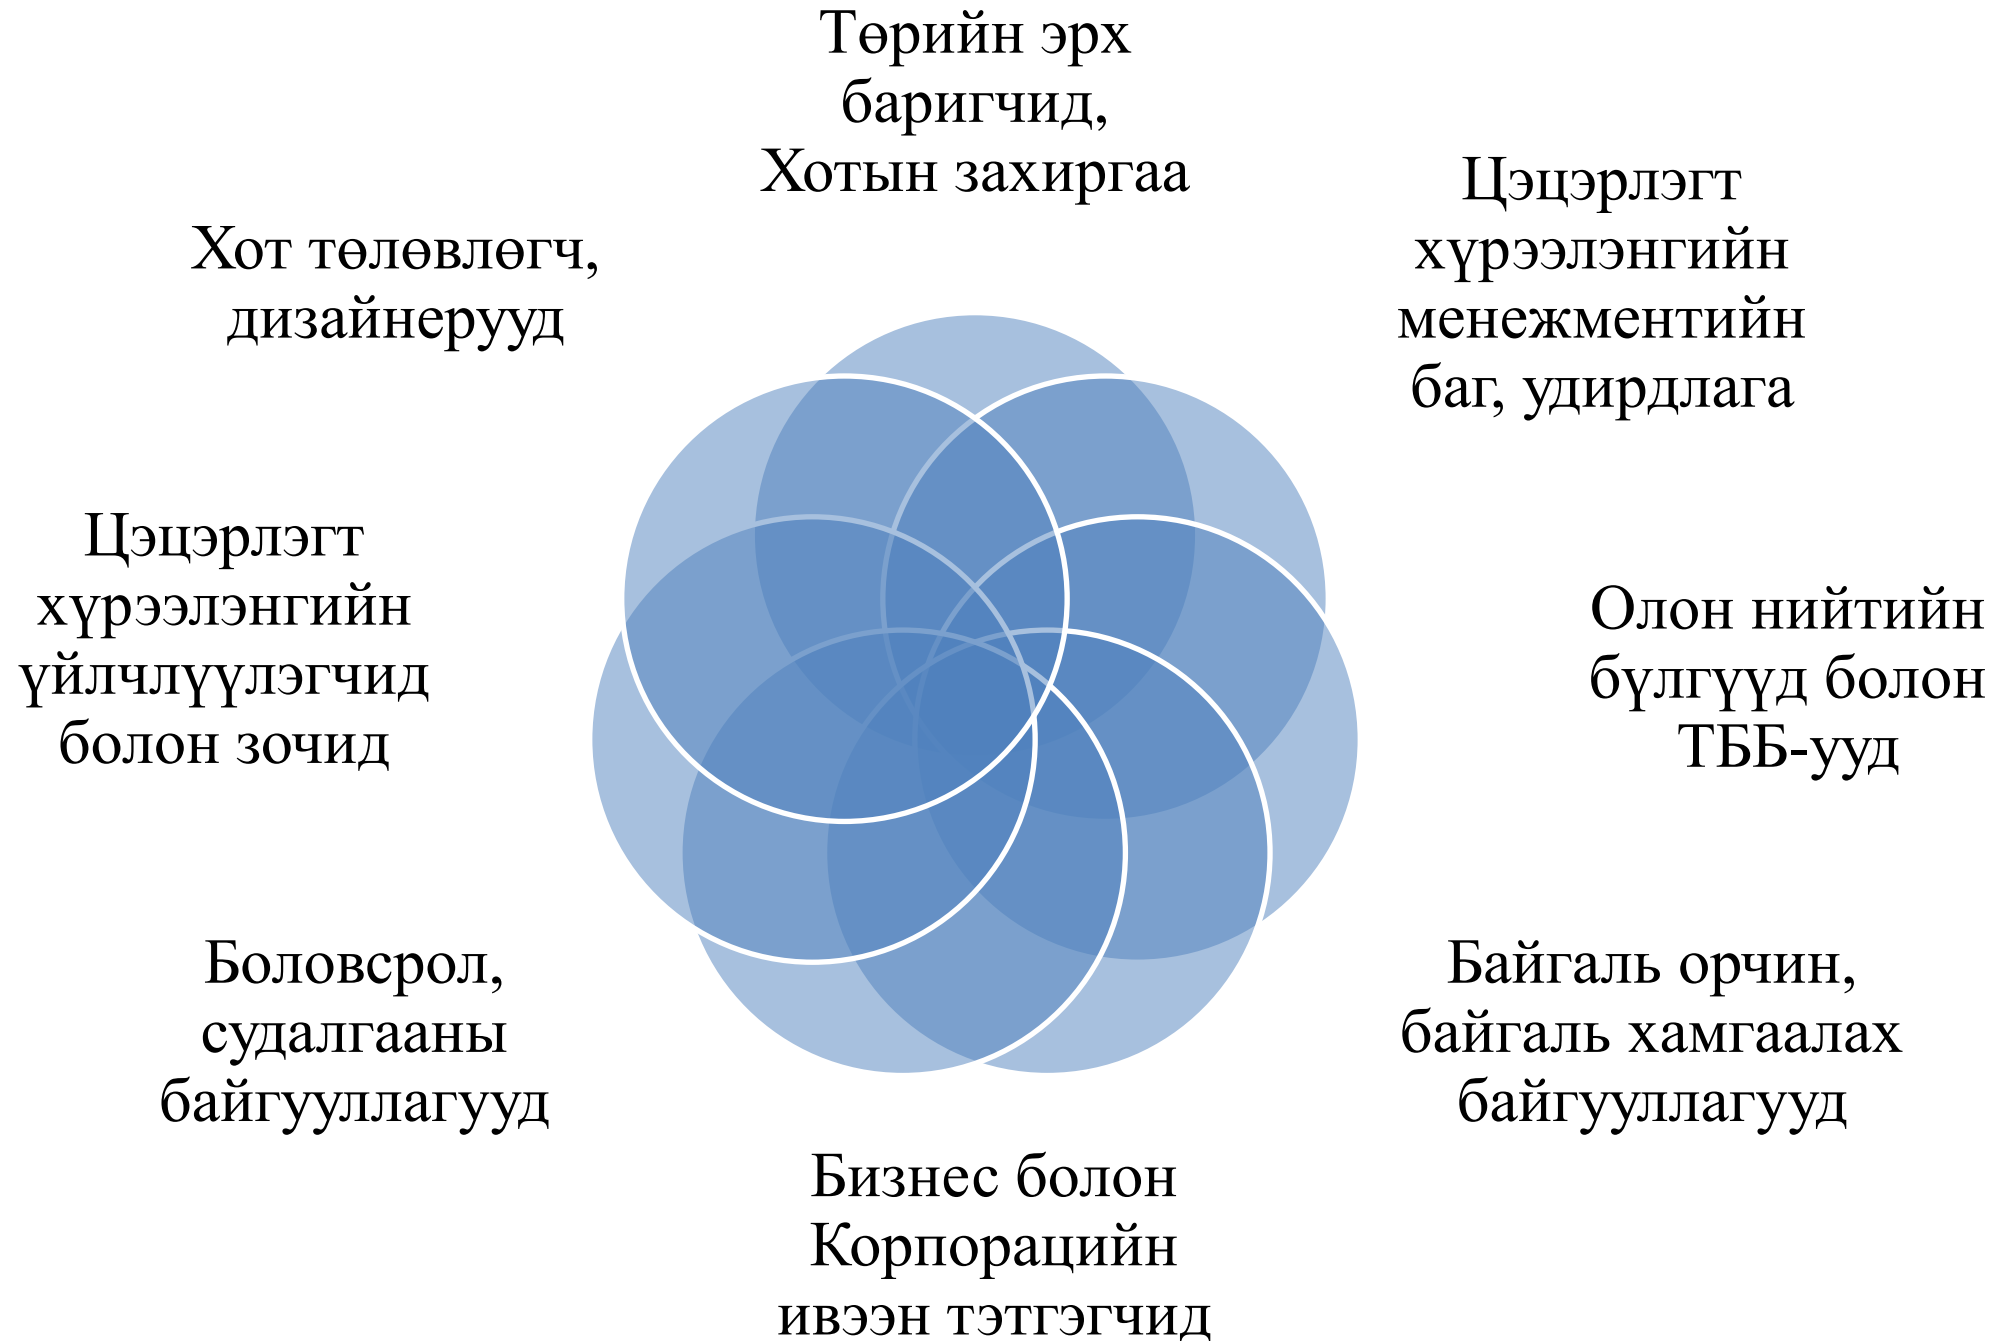 Төрийн эрх
баригчид,
Хотын захиргаа
Цэцэрлэгт
хүрээлэнгийн
менежментийн
баг, удирдлага
Олон нийтийн
бүлгүүд болон
ТББ-ууд
Байгаль орчин,
байгаль хамгаалах
байгууллагууд
Бизнес болон
Корпорацийн
ивээн тэтгэгчид
Боловсрол,
судалгааны
байгууллагууд
Цэцэрлэгт
хүрээлэнгийн
үйлчлүүлэгчид
болон зочид
Хот төлөвлөгч,
дизайнерууд